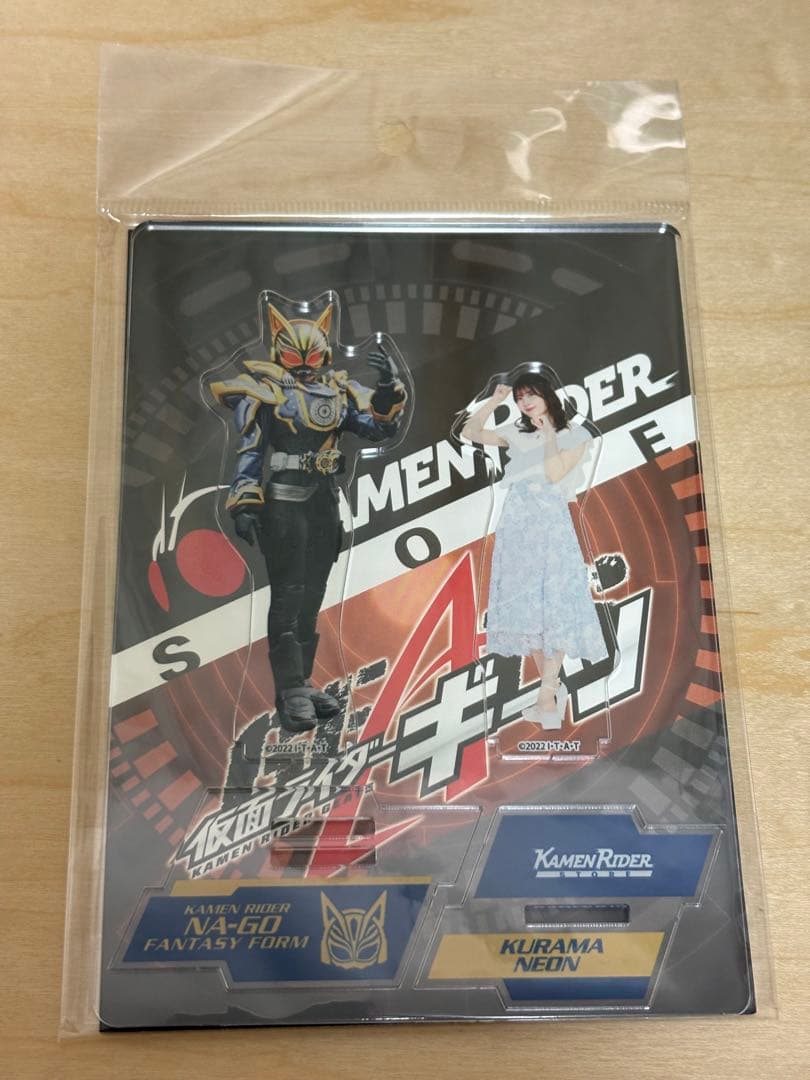 KAMEN RIDER
S O E
©2022 I・T・A・T
©2022 I・T・A・T
仮面ライダーギーツ
KAMEN RIDER GEATS
KAMEN RIDER
STORE
KAMEN RIDER
NA-GO
FANTASY FORM
KURAMA
NEON